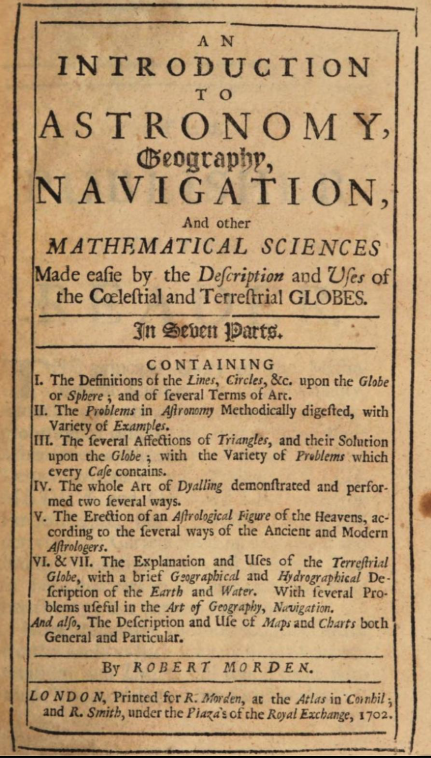 AN
INTRODUCTION
TO
ASTRONOMY,
Geography,
NAVIGATION,
And other
MATHEMATICAL SCIENCES
Made eaſie by the Deſcription and Uſes of
the Cœleſtial and Terreſtrial GLOBES.
In Seven Parts.
CONTAINING
I. The Definitions of the Lines, Circles, &c. upon the Globe
or Sphere; and of ſeveral Terms of Art.
II. The Problems in Aſtronomy Methodically digeſted, with
Variety of Examples.
III. The ſeveral Affections of Triangles, and their Solution
upon the Globe; with the Variety of Problems which
every Caſe contains.
IV. The whole Art of Dyalling demonſtrated and perfor-
med two ſeveral ways.
V. The Erection of an Aſtrological Figure of the Heavens, ac-
cording to the ſeveral ways of the Ancient and Modern
Aſtrologers.
VI. & VII. The Explanation and Uſes of the Terreſtrial
Globe, with a brief Geographical and Hydrographical De-
ſcription of the Earth and Water. With ſeveral Pro-
blems uſeful in the Art of Geography, Navigation.
And alſo, The Deſcription and Uſe of Maps and Charts both
General and Particular.
By ROBERT MORDEN.
LONDON, Printed for R. Morden, at the Atlas in Cornhil;
and R. Smith, under the Piaza's of the Royal Exchange, 1702.